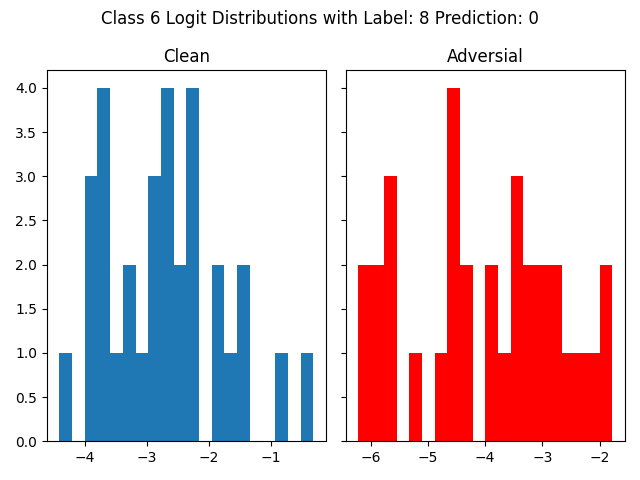 Class 6 Logit Distributions with Label: 8 Prediction: 0
Clean
Adversial
4.0
3.5
3.0
2.5
2.0
1.5
1.0
0.5
0.0
−4 −3 −2 −1
−6 −5 −4 −3 −2